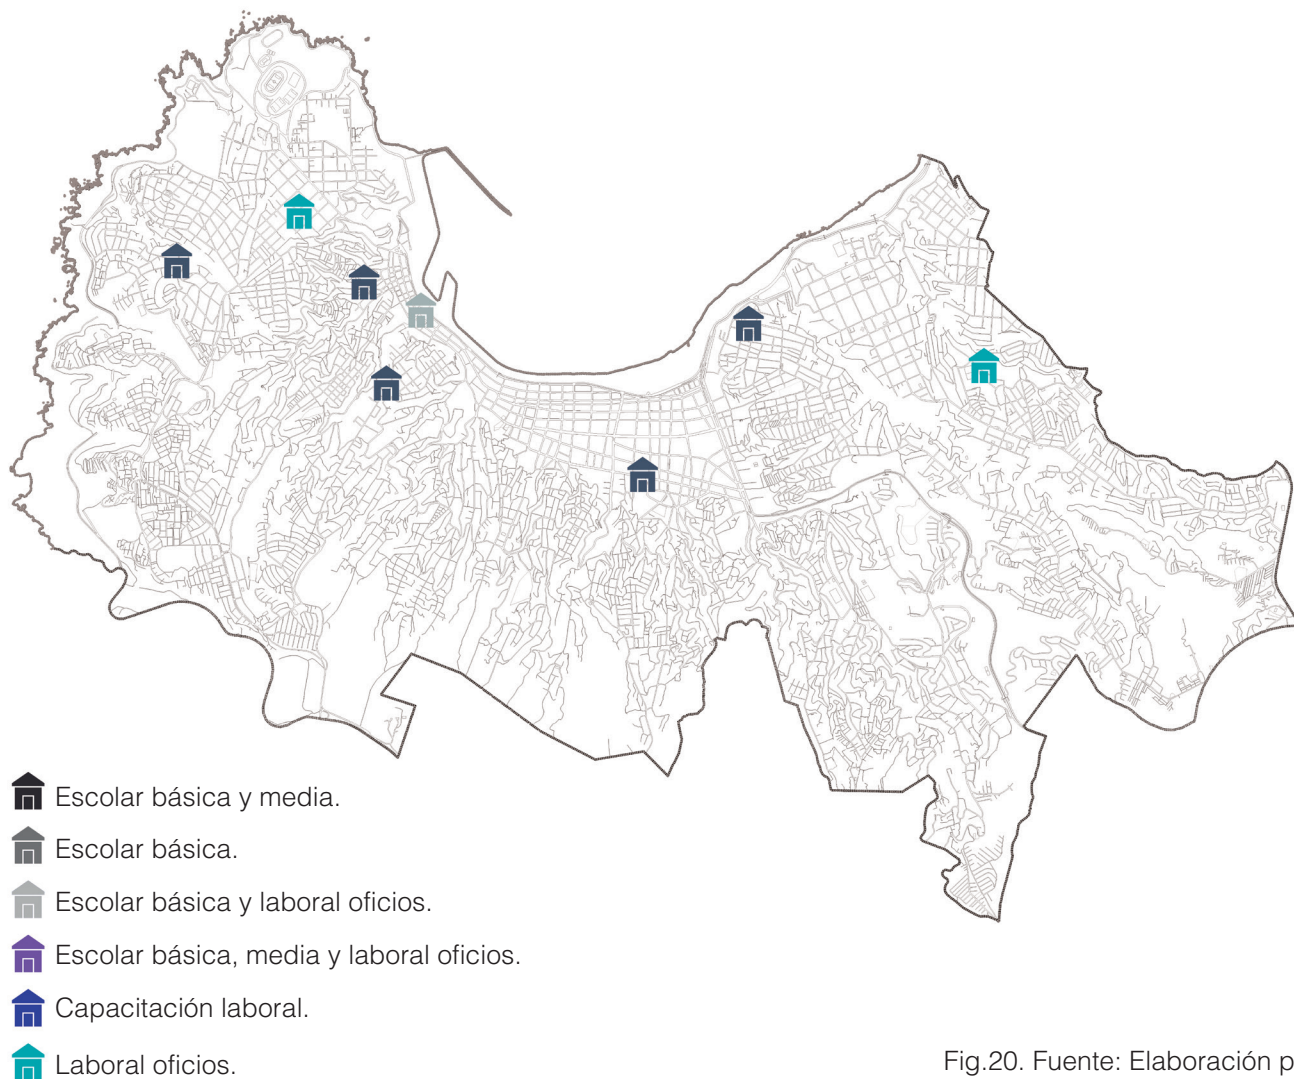 Escolar básica y media.
Escolar básica.
Escolar básica y laboral oficios.
Escolar básica, media y laboral oficios.
Capacitación laboral.
Laboral oficios.
Fig.20. Fuente: Elaboración p